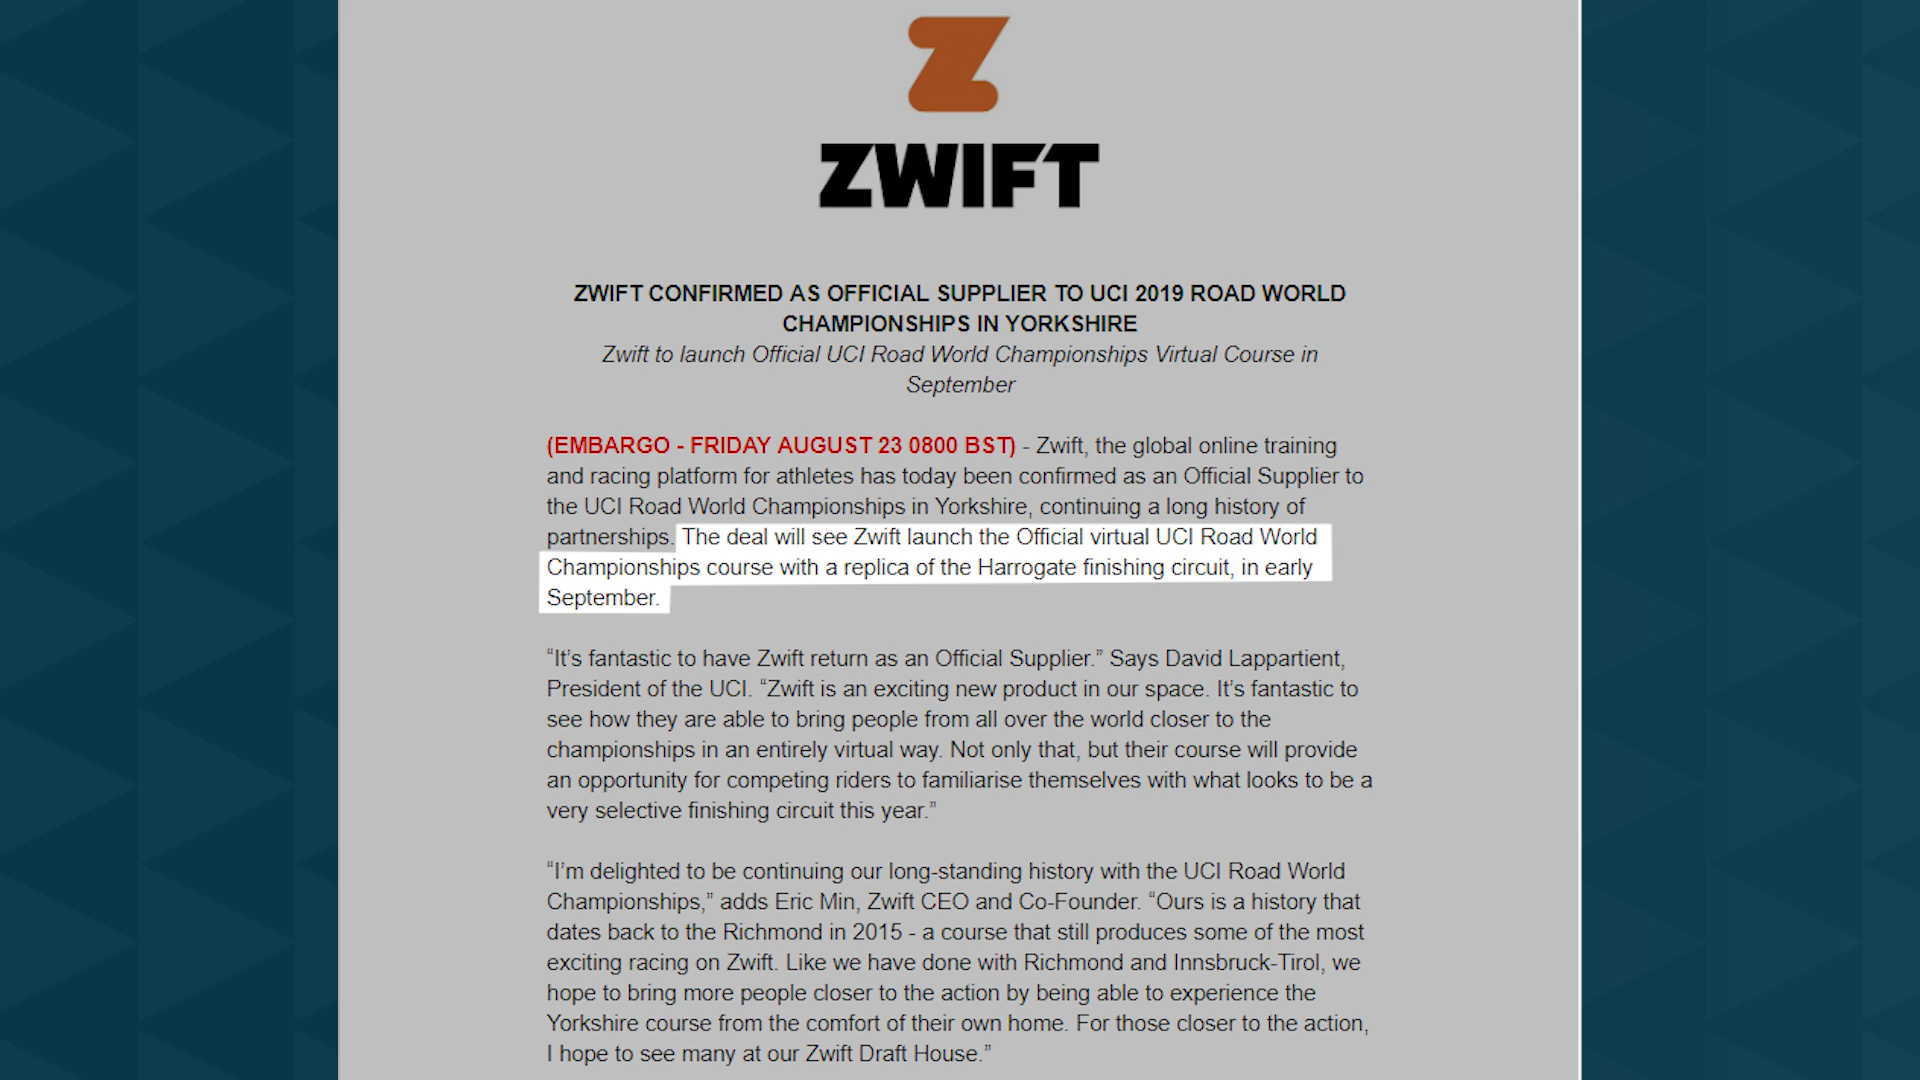 ZWIFT
ZWIFT CONFIRMED AS OFFICIAL SUPPLIER TO UCI 2019 ROAD WORLD
CHAMPIONSHIPS IN YORKSHIRE
Zwift to launch Official UCI Road World Championships Virtual Course in
September
(EMBARGO - FRIDAY AUGUST 23 0800 BST) - Zwift, the global online training
and racing platform for athletes has today been confirmed as an Official Supplier to
the UCI Road World Championships in Yorkshire, continuing a long history of
partnerships. The deal will see Zwift launch the Official virtual UCI Road World
Championships course with a replica of the Harrogate finishing circuit, in early
September.
“It’s fantastic to have Zwift return as an Official Supplier.” Says David Lappartient,
President of the UCI. “Zwift is an exciting new product in our space. It’s fantastic to
see how they are able to bring people from all over the world closer to the
championships in an entirely virtual way. Not only that, but their course will provide
an opportunity for competing riders to familiarise themselves with what looks to be a
very selective finishing circuit this year.”
“I’m delighted to be continuing our long-standing history with the UCI Road World
Championships,” adds Eric Min, Zwift CEO and Co-Founder. “Ours is a history that
dates back to the Richmond in 2015 - a course that still produces some of the most
exciting racing on Zwift. Like we have done with Richmond and Innsbruck-Tirol, we
hope to bring more people closer to the action by being able to experience the
Yorkshire course from the comfort of their own home. For those closer to the action,
I hope to see many at our Zwift Draft House.”